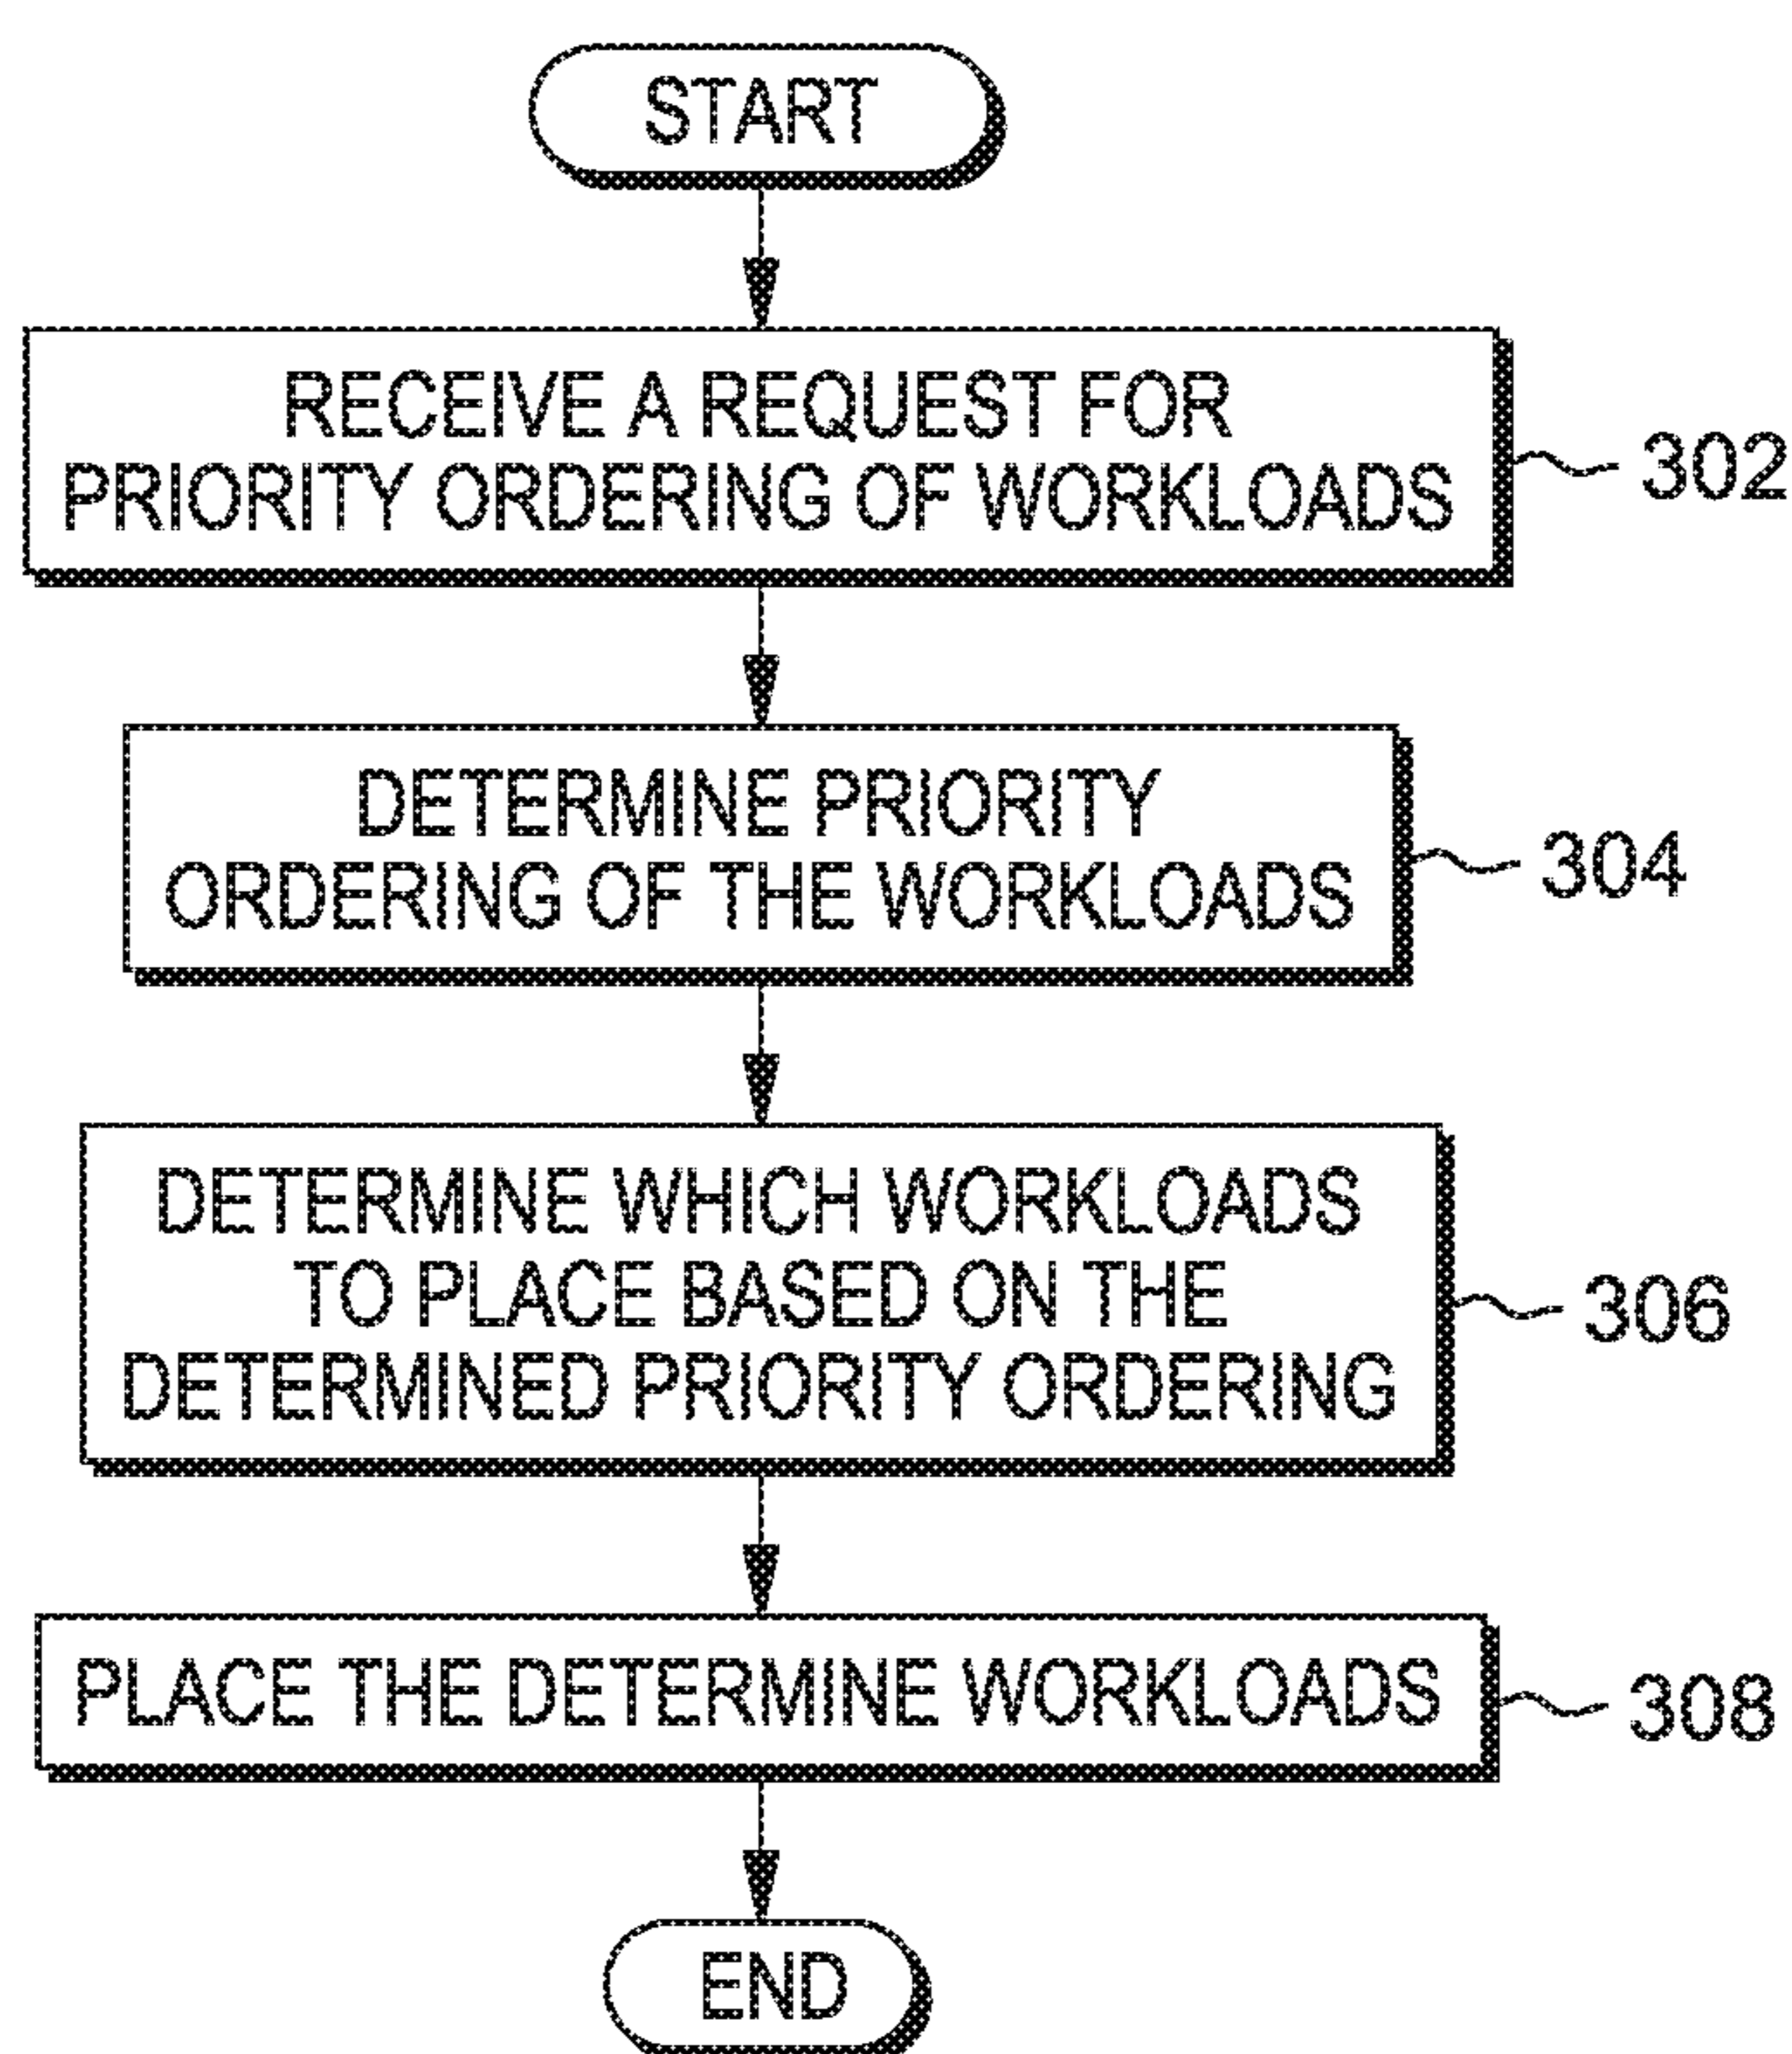 START
RECEIVE A REQUEST FOR
PRIORITY ORDERING OF WORKLOADS
302
DETERMINE PRIORITY
ORDERING OF THE WORKLOADS
304
DETERMINE WHICH WORKLOADS
TO PLACE BASED ON THE
DETERMINED PRIORITY ORDERING
306
PLACE THE DETERMINE WORKLOADS
308
END